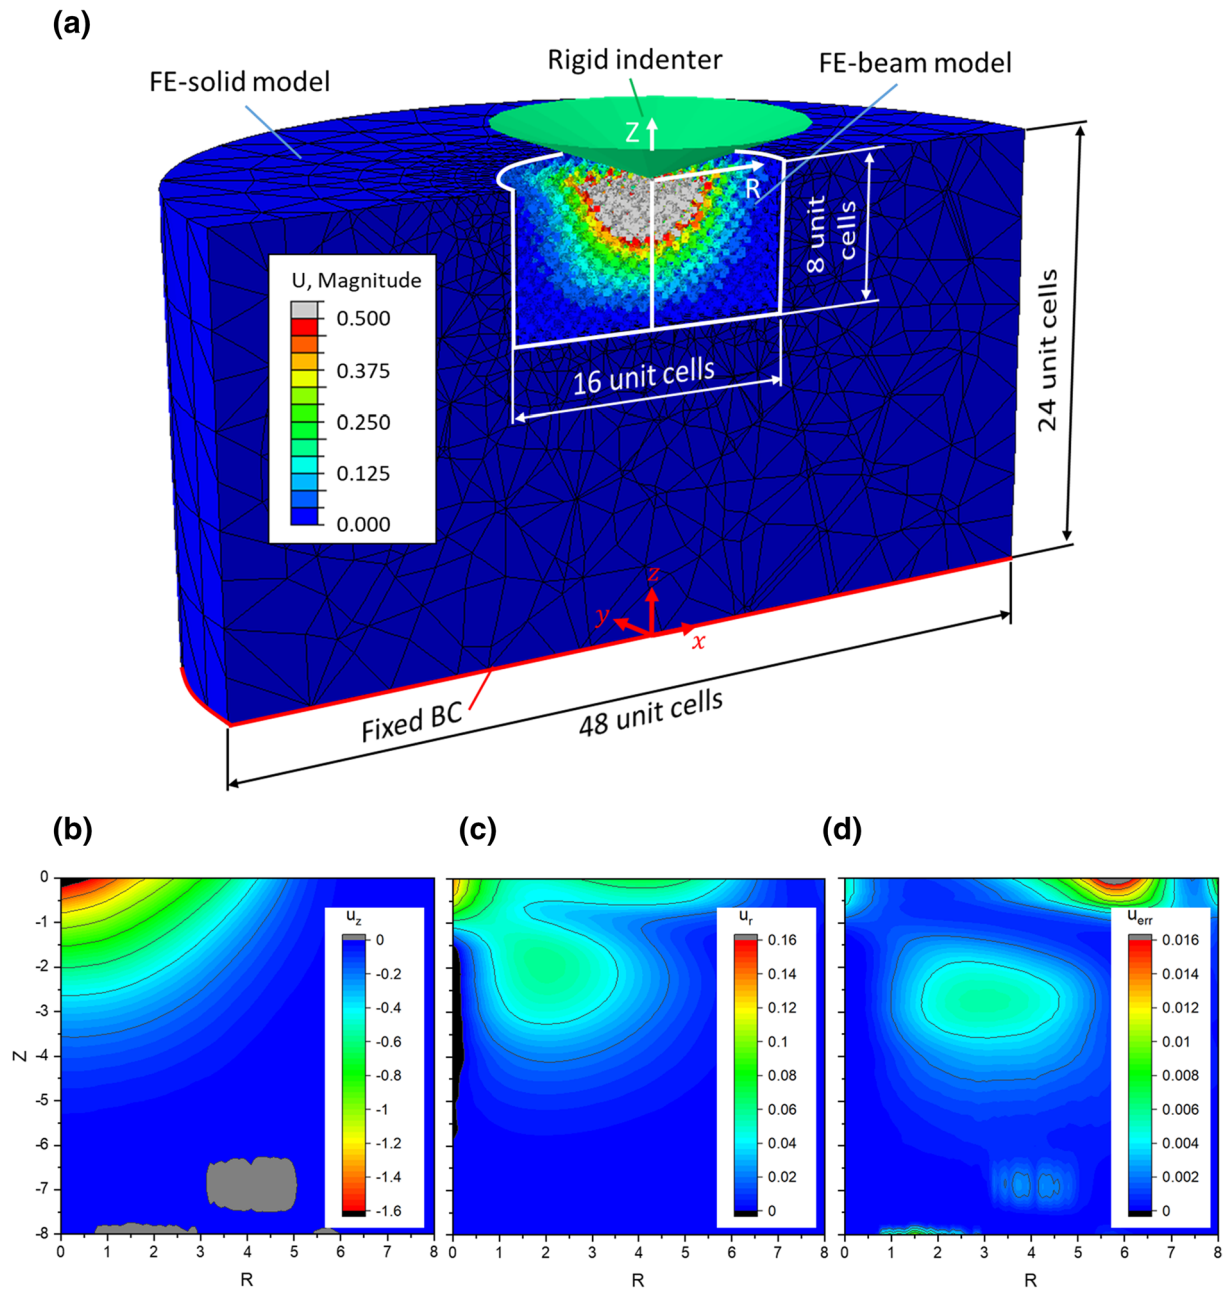 (a)
Rigid indenter
FE-solid model
FE-beam model
Z
R
8 unit
cells
U, Magnitude
0.500
0.375
0.250
0.125
0.000
16 unit cells
24 unit cells
z
y
x
Fixed BC
48 unit cells
(b)
(c)
(d)
0
-1
-2
-3
-4
-5
-6
-7
-8
Z
0 1 2 3 4 5 6 7 8
R
u_z
0
-0.2
-0.4
-0.6
-0.8
-1
-1.2
-1.4
-1.6
0 1 2 3 4 5 6 7 8
R
u_r
0.16
0.14
0.12
0.10
0.08
0.06
0.04
0.02
0
0 1 2 3 4 5 6 7 8
R
u_err
0.016
0.014
0.012
0.010
0.008
0.006
0.004
0.002
0